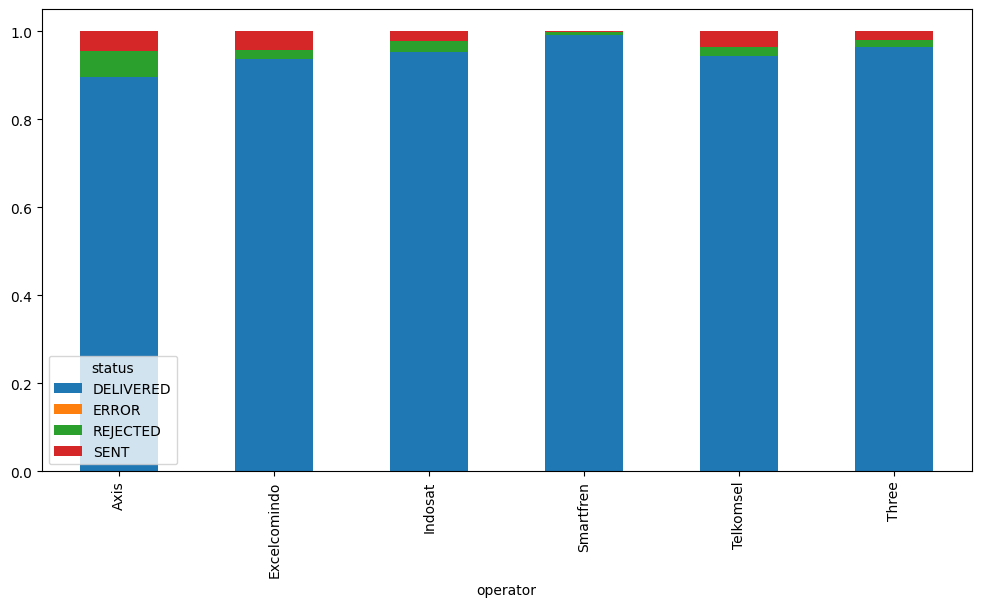 1.0
0.8
0.6
0.4
0.2
0.0
status
DELIVERED
ERROR
REJECTED
SENT
Axis
Excelcomindo
Indosat
Smartfren
Telkomsel
Three
operator